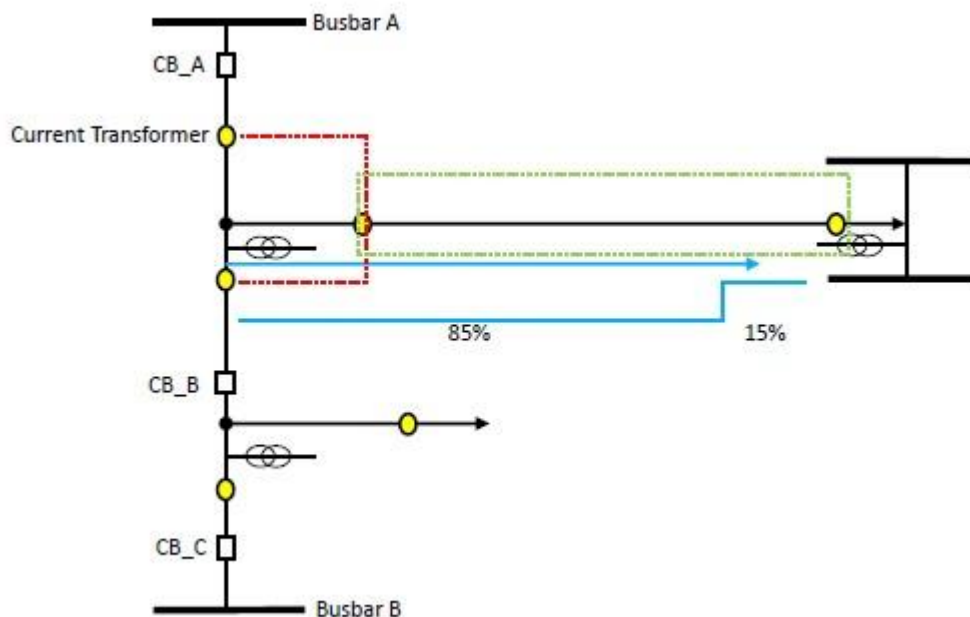 Busbar A
CB_A
Current Transformer
85%
15%
CB_B
CB_C
Busbar B